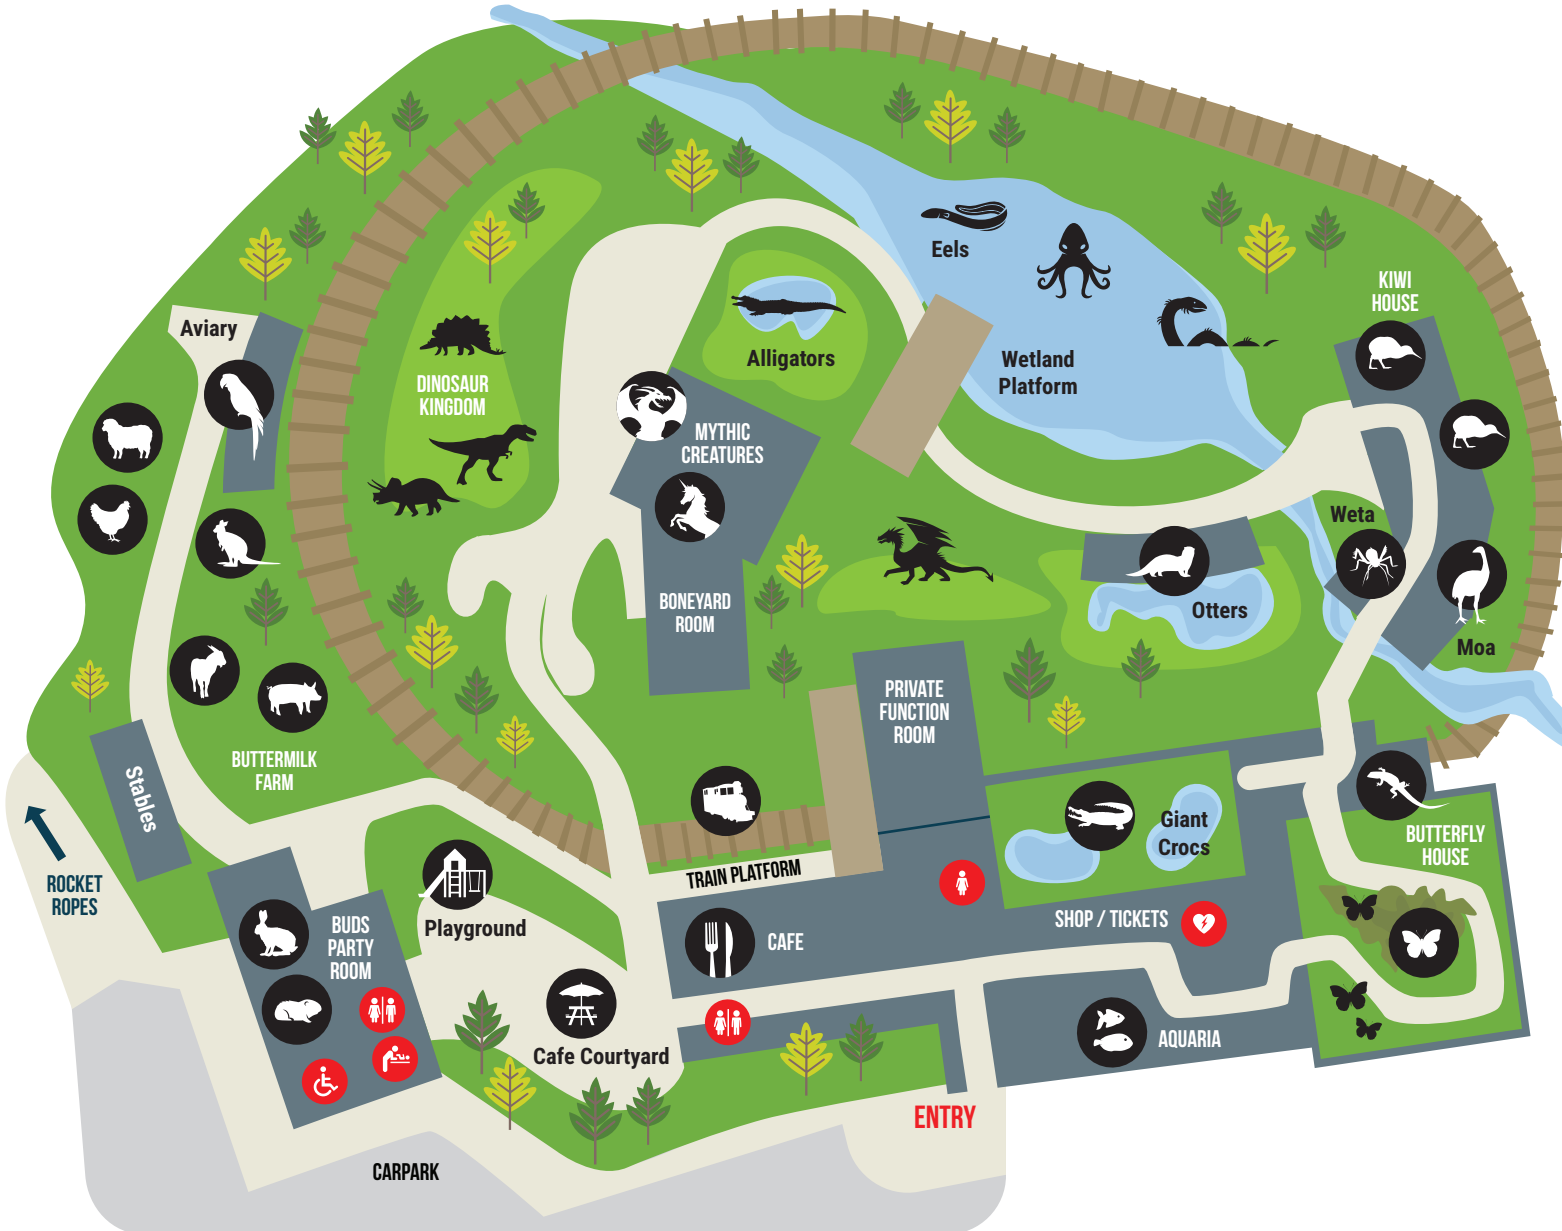 Eels
KIWI
HOUSE
Aviary
Alligators
Wetland
Platform
DINOSAUR
KINGDOM
MYTHIC
CREATURES
Weta
BONEYARD
ROOM
Otters
Moa
PRIVATE
FUNCTION
ROOM
BUTTERMILK
FARM
Stables
Giant
Crocs
BUTTERFLY
HOUSE
TRAIN PLATFORM
ROCKET
ROPES
Playground
BUDS
PARTY
ROOM
CAFE
SHOP / TICKETS
Cafe Courtyard
AQUARIA
ENTRY
CARPARK